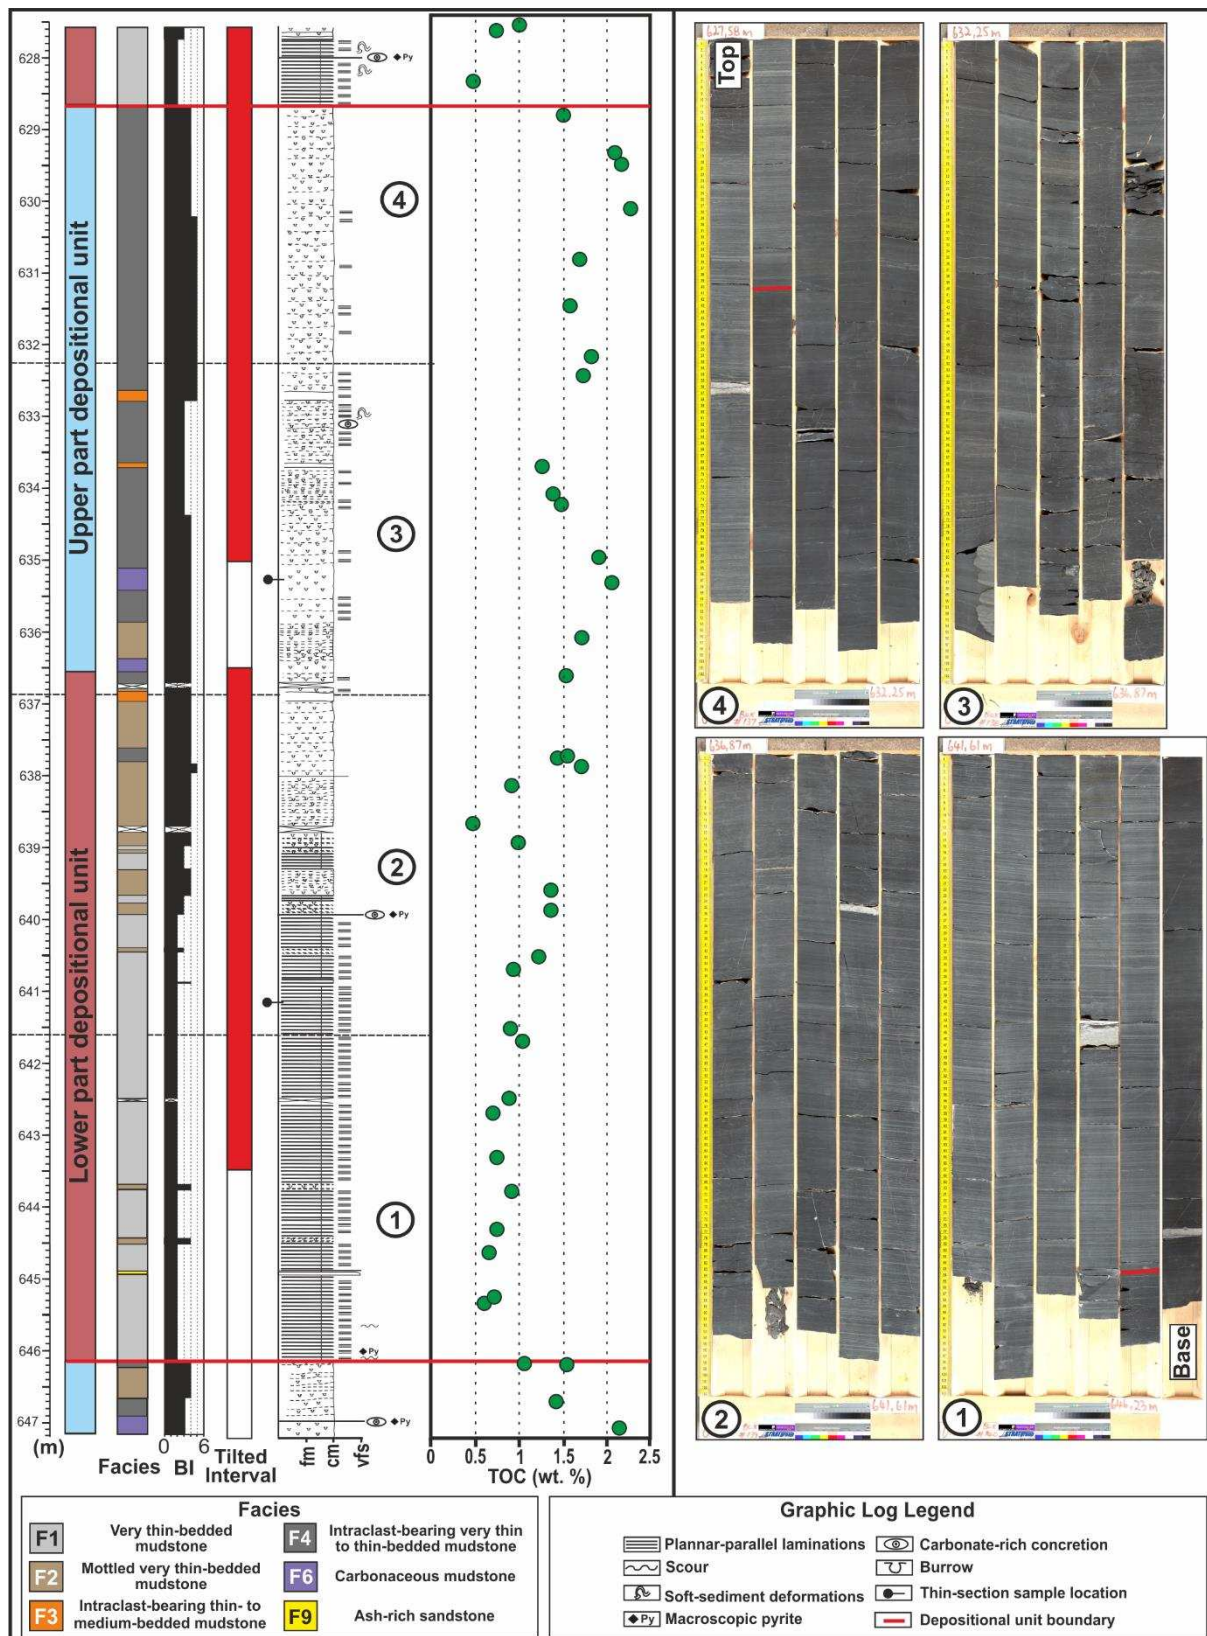 628
629
630
631
632
633
634
635
636
637
638
639
640
641
642
643
644
645
646
647
(m)
Upper part depositional unit
Lower part depositional unit
Py
4
3
2
Py
1
Py
Py
0 6
Facies
BI
Tilted
Interval
fm
cm
vfs
0 0.5 1 1.5 2 2.5
TOC (wt. %)
627,58 m
Top
4
632,25 m
632,25 m
3
636,87 m
636,87 m
2
641,61 m
641,61 m
Base
1
646,23 m
Facies
F1 Very thin-bedded
mudstone
F2 Mottled very thin-bedded
mudstone
F3 Intraclast-bearing thin- to
medium-bedded mudstone
F4 Intraclast-bearing very thin
to thin-bedded mudstone
F6 Carbonaceous mudstone
F9 Ash-rich sandstone
Graphic Log Legend
Plannar-parallel laminations
Scour
Soft-sediment deformations
Py Macroscopic pyrite
Carbonate-rich concretion
Burrow
Thin-section sample location
Depositional unit boundary